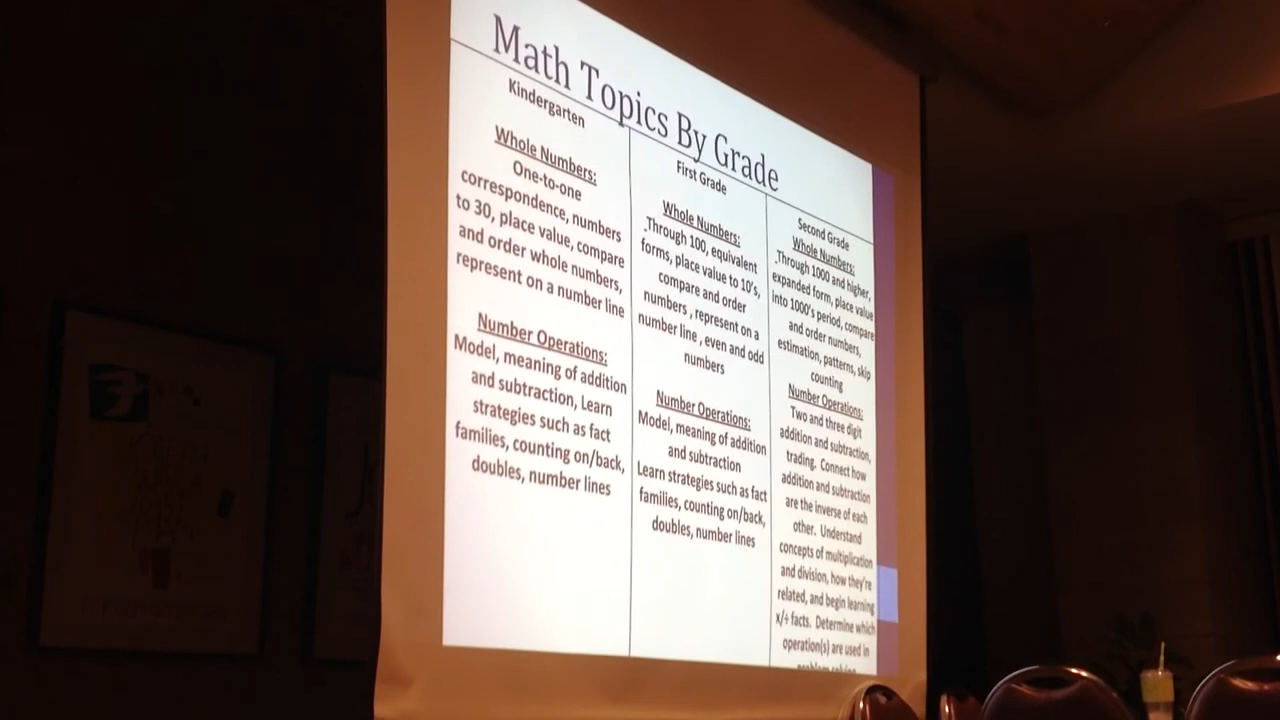 Math Topics By Grade
Kindergarten
Whole Numbers:
One-to-one
correspondence, numbers
to 30, place value, compare
and order whole numbers,
represent on a number line
Number Operations:
Model, meaning of addition
and subtraction, Learn
strategies such as fact
families, counting on/back,
doubles, number lines
First Grade
Whole Numbers:
Through 100, equivalent
forms, place value to 10's,
compare and order
numbers , represent on a
number line , even and odd
numbers
Number Operations:
Model, meaning of addition
and subtraction
Learn strategies such as fact
families, counting on/back,
doubles, number lines
Second Grade
Whole Numbers:
Through 1000 and higher,
expanded form, place value
into 1000's period, compare
and order numbers,
estimation, patterns, skip
counting
Number Operations:
Two and three digit
addition and subtraction,
trading. Connect how
addition and subtraction
are the inverse of each
other. Understand
concepts of multiplication
and division, how they're
related, and begin learning
x/÷ facts. Determine which
operation(s) are used in
problem solving